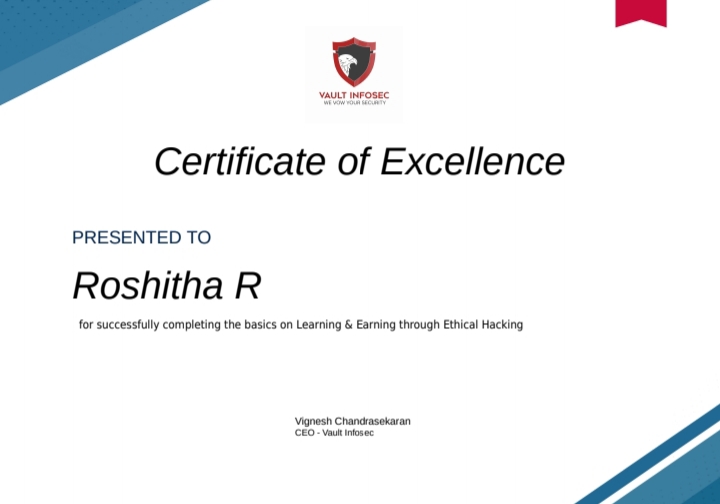 VAULT INFOSEC
WE VOW YOUR SECURITY
Certificate of Excellence
PRESENTED TO
Roshitha R
for successfully completing the basics on Learning & Earning through Ethical Hacking
Vignesh Chandrasekaran
CEO - Vault Infosec